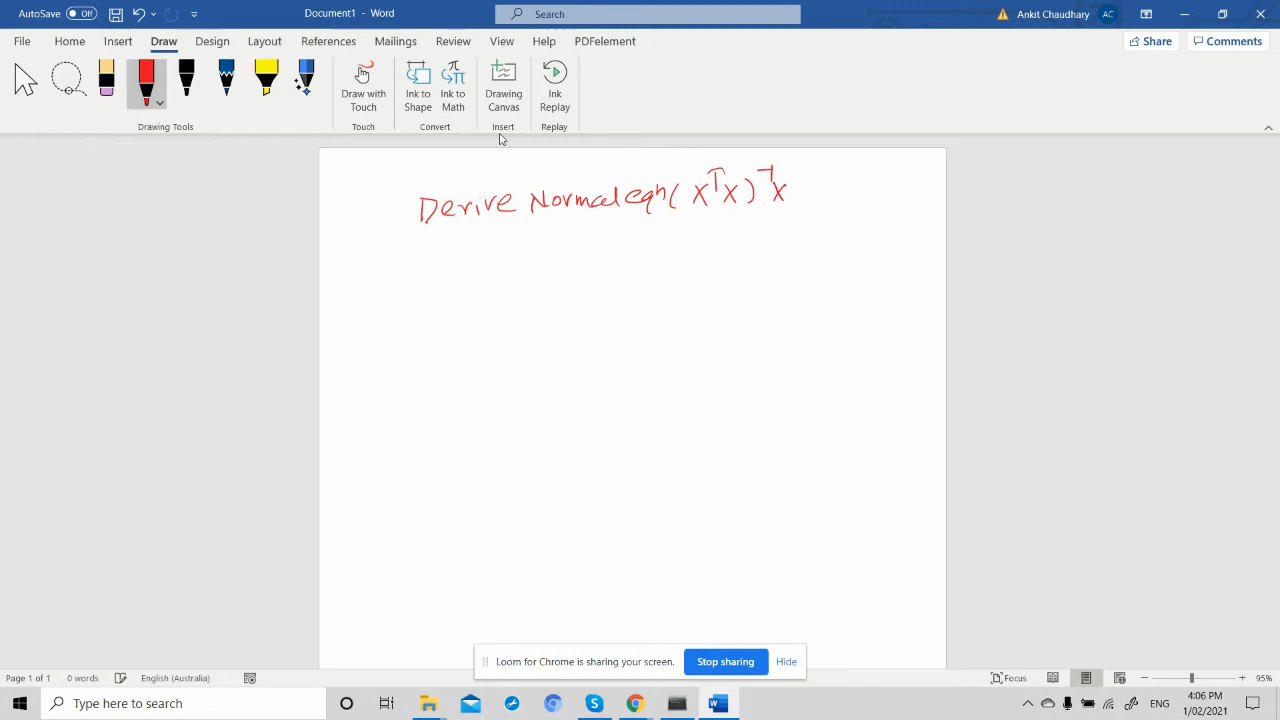 AutoSave Off Document1 - Word Search Ankit Chaudhary AC
File Home Insert Draw Design Layout References Mailings Review View Help PDFelement Share Comments
Draw with Touch Ink to Shape Ink to Math Drawing Canvas Ink Replay
Drawing Tools Touch Convert Insert Replay
Derive Normal eqn (XᵀX)⁻¹X
Loom for Chrome is sharing your screen. Stop sharing Hide
Page 1 of 1 0 words English (Australia) Focus 95%
Type here to search ENG 4:06 PM 1/02/2021